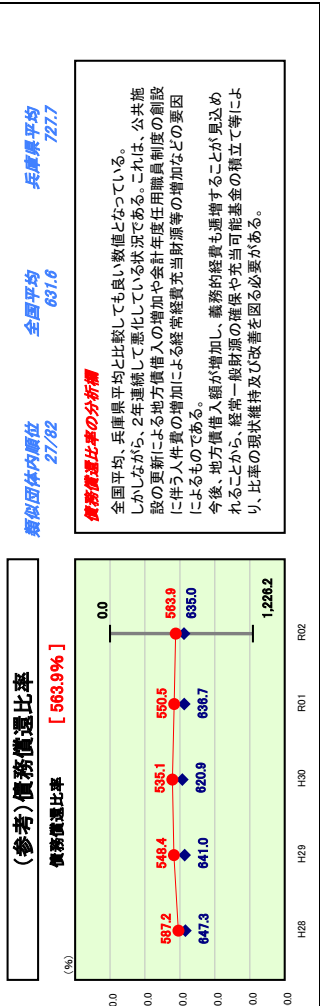 (参考)債務償還比率
債務償還比率 [ 563.9% ]
(%)
0.0
0.0
0.0
0.0
0.0
0.0
587.2
548.4
535.1
550.5
563.9
647.3
641.0
620.9
636.7
635.0
0.0
1,226.2
H28
H29
H30
R01
R02
類似団体内順位
27/82
全国平均
631.6
兵庫県平均
727.7
債務償還比率の分析欄
全国平均、兵庫県平均と比較しても良い数値となっている。
しかしながら、2年連続して悪化している状況である。これは、公共施
設の更新による地方債借入の増加や会計年度任用職員制度の創設
に伴う人件費の増加による経常経費充当財源等の増加などの要因
によるものである。
今後、地方債借入額が増加し、義務的経費も逓増することが見込め
れることから、経常一般財源の確保や充当可能基金の積立て等によ
り、比率の現状維持及び改善を図る必要がある。